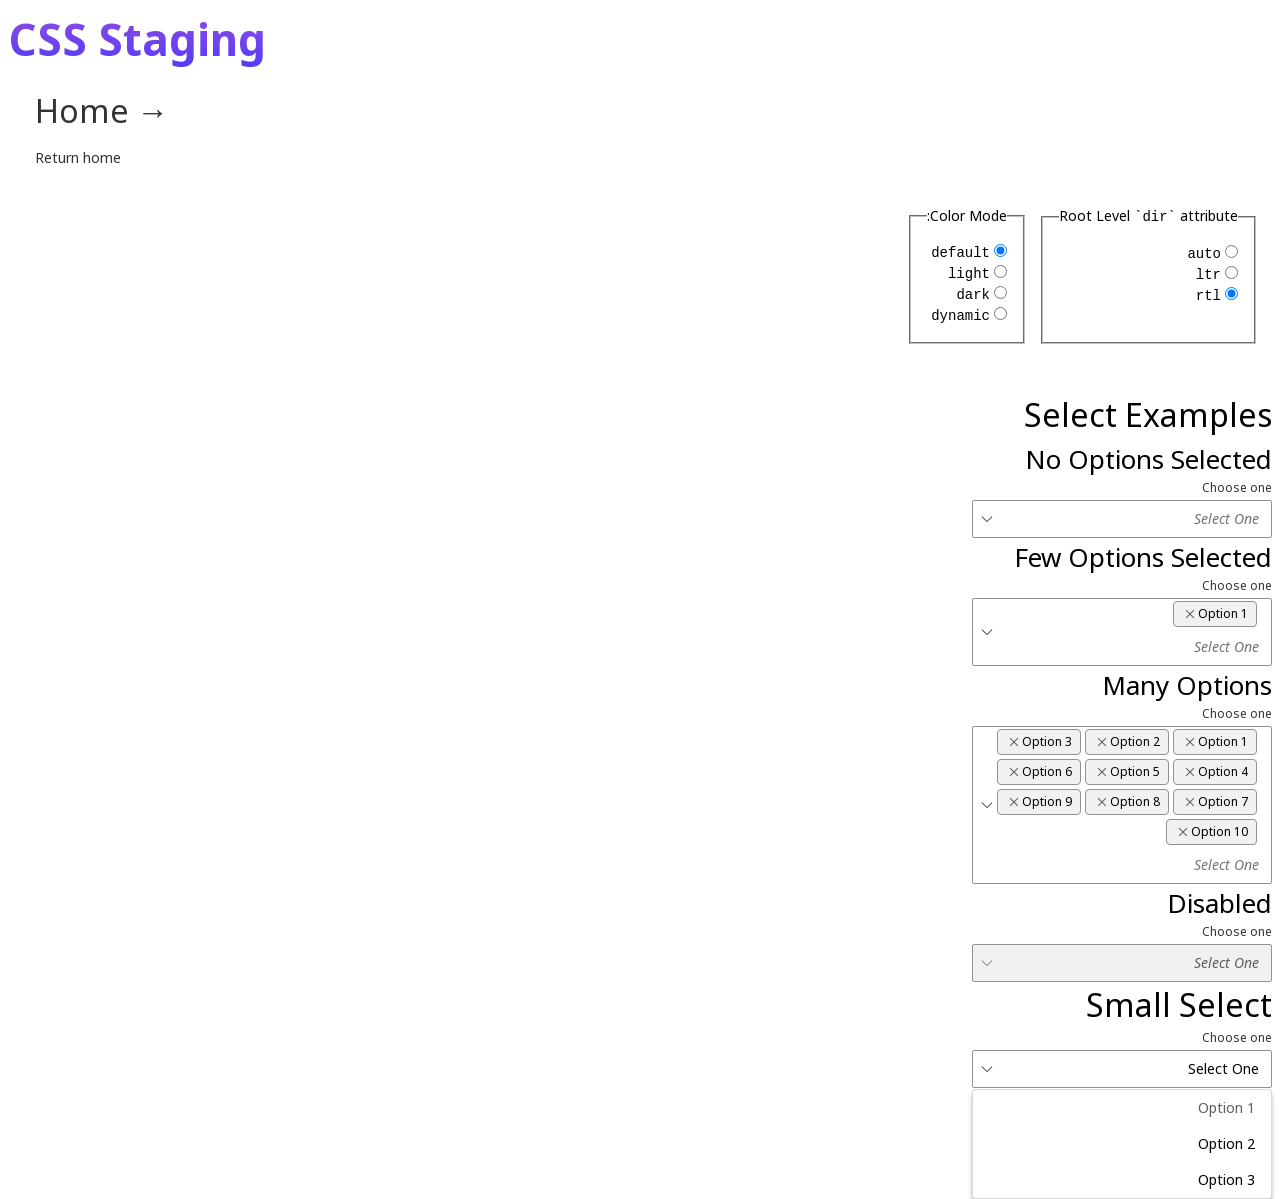 CSS Staging
Home →
Return home
Root Level `dir` attribute
auto
ltr
rtl
:Color Mode
default
light
dark
dynamic
Select Examples
No Options Selected
Choose one
Select One
Few Options Selected
Choose one
Option 1
Select One
Many Options
Choose one
Option 1 Option 2 Option 3
Option 4 Option 5 Option 6
Option 7 Option 8 Option 9
Option 10
Select One
Disabled
Choose one
Select One
Small Select
Choose one
Select One
Option 1
Option 2
Option 3